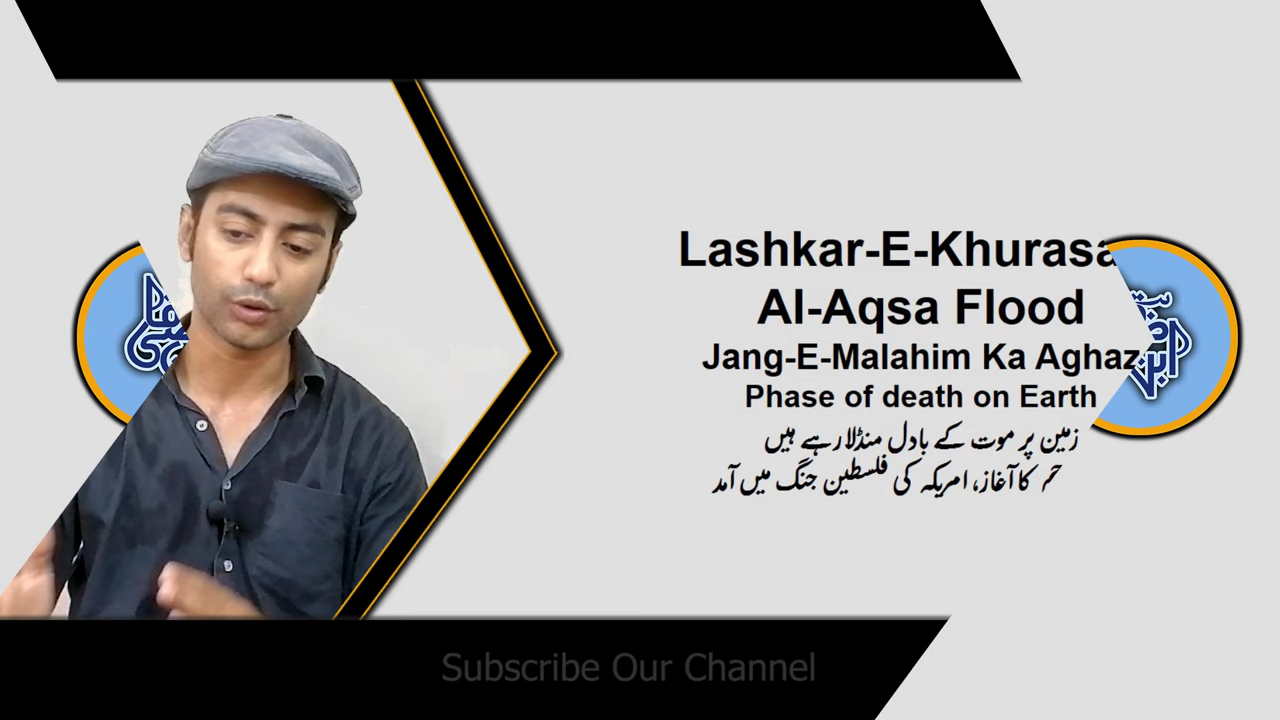 Lashkar-E-Khurasa
Al-Aqsa Flood
Jang-E-Malahim Ka Aghaz
Phase of death on Earth
زمین پر موت کے بادل منڈلا رہے ہیں
کا آغاز، امریکہ کی فلسطین جنگ میں آمد
Subscribe Our Channel